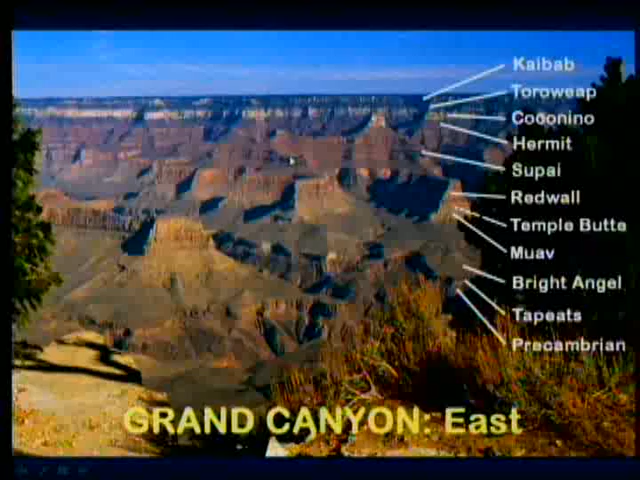 Kaibab
Toroweap
Coconino
Hermit
Supai
Redwall
Temple Butte
Muav
Bright Angel
Tapeats
Precambrian
GRAND CANYON: East